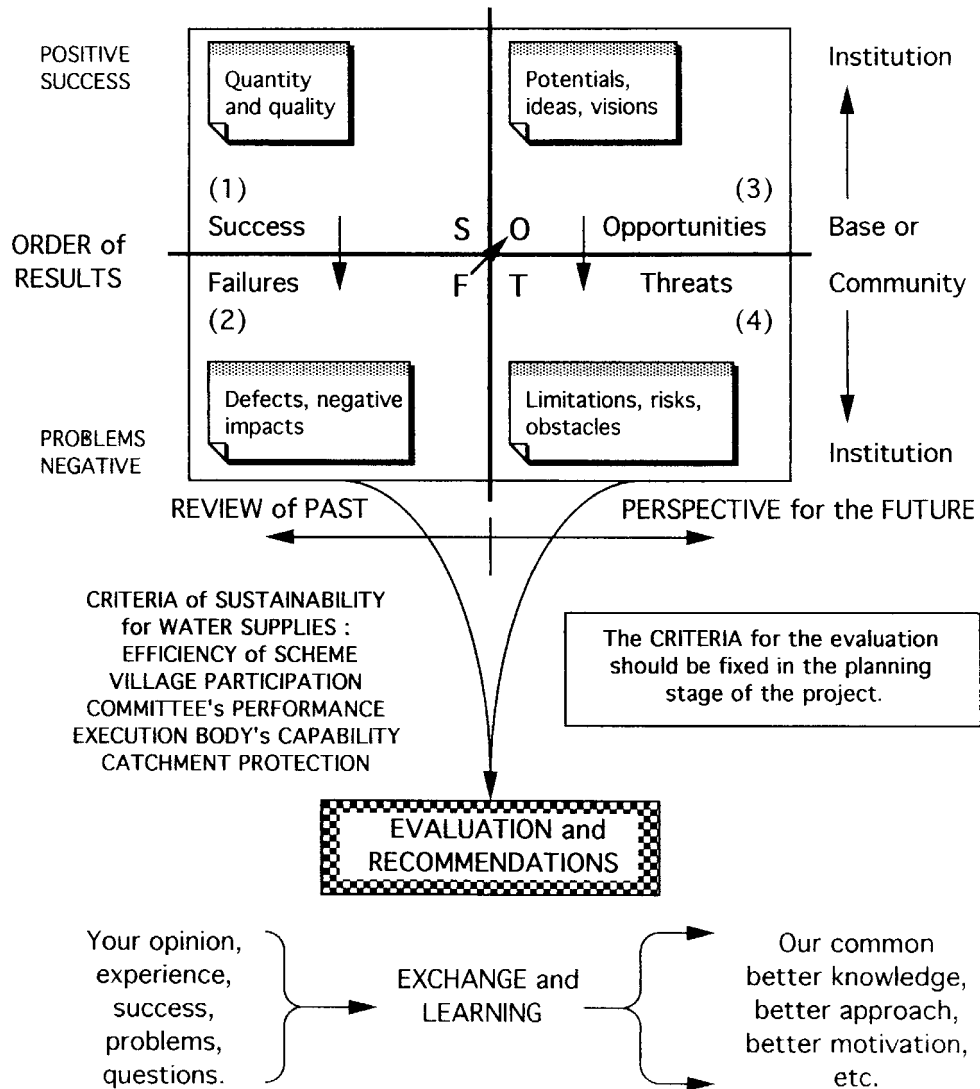 POSITIVE
SUCCESS
Quantity
and quality
Potentials,
ideas, visions
Institution
(1)
(3)
Success
S O
Opportunities
Base or
ORDER of
RESULTS
Failures
F T
Threats
Community
(2)
(4)
Defects, negative
impacts
Limitations, risks,
obstacles
PROBLEMS
NEGATIVE
Institution
REVIEW of PAST
PERSPECTIVE for the FUTURE
CRITERIA of SUSTAINABILITY
for WATER SUPPLIES :
EFFICIENCY of SCHEME
VILLAGE PARTICIPATION
COMMITTEE's PERFORMANCE
EXECUTION BODY's CAPABILITY
CATCHMENT PROTECTION
The CRITERIA for the evaluation
should be fixed in the planning
stage of the project.
EVALUATION and
RECOMMENDATIONS
Your opinion,
experience,
success,
problems,
questions.
EXCHANGE and
LEARNING
Our common
better knowledge,
better approach,
better motivation,
etc.